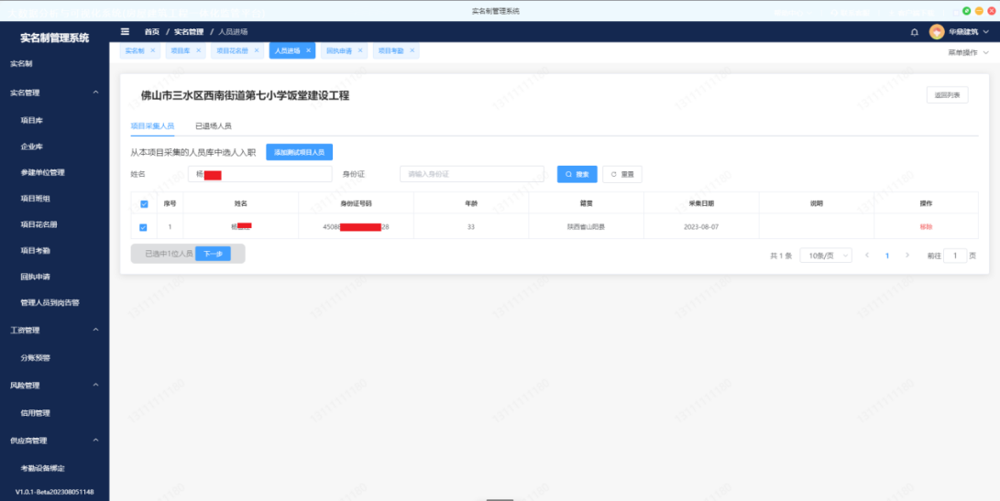 实名制管理系统
实名制管理系统
首页 / 实名管理 / 人员进场
华鼎建筑
实名制 × 项目库 × 项目花名册 × 人员进场 × 回执申请 × 项目考勤 ×
菜单操作
实名制
实名管理
项目库
企业库
参建单位管理
项目班组
项目花名册
项目考勤
回执申请
管理人员到岗告警
工资管理
分账预警
风险管理
信用管理
供应商管理
考勤设备绑定
V1.0.1-Beta202308051148
佛山市三水区西南街道第七小学饭堂建设工程
返回列表
项目采集人员 已退场人员
从本项目采集的人员库中选人入职 添加测试项目人员
姓名 杨 身份证 请输入身份证 搜索 重置
序号 姓名 身份证号码 年龄 籍贯 采集日期 说明 操作
1 杨 45088 28 33 陕西省山阳县 2023-08-07 移除
已选中1位人员 下一步
共 1 条 10条/页 1 前往 1 页